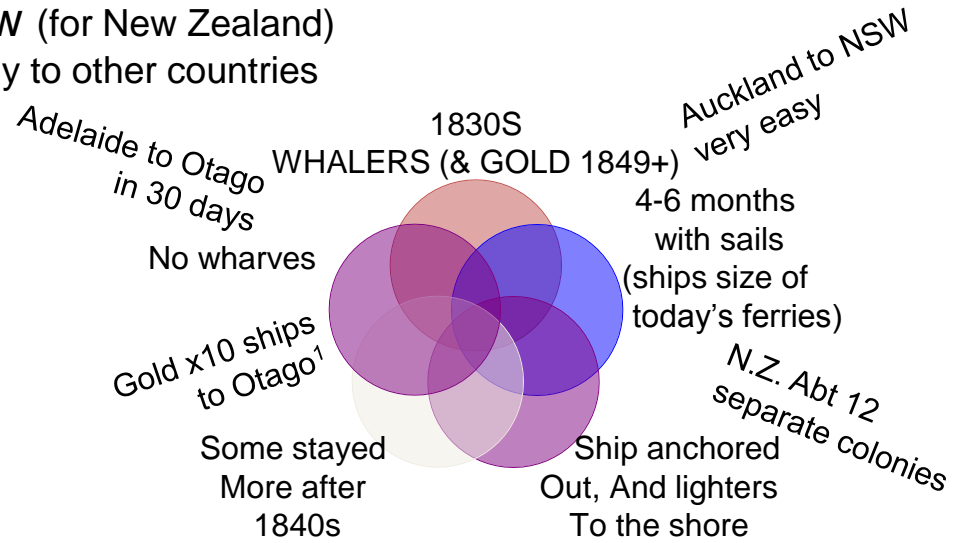 (for New Zealand)
to other countries
Adelaide to Otago
in 30 days
1830S
WHALERS (& GOLD 1849+)
Auckland to NSW
very easy
No wharves
4-6 months
with sails
(ships size of
today’s ferries)
Gold x10 ships
to Otago¹
N.Z. Abt 12
separate colonies
Some stayed
More after
1840s
Ship anchored
Out, And lighters
To the shore